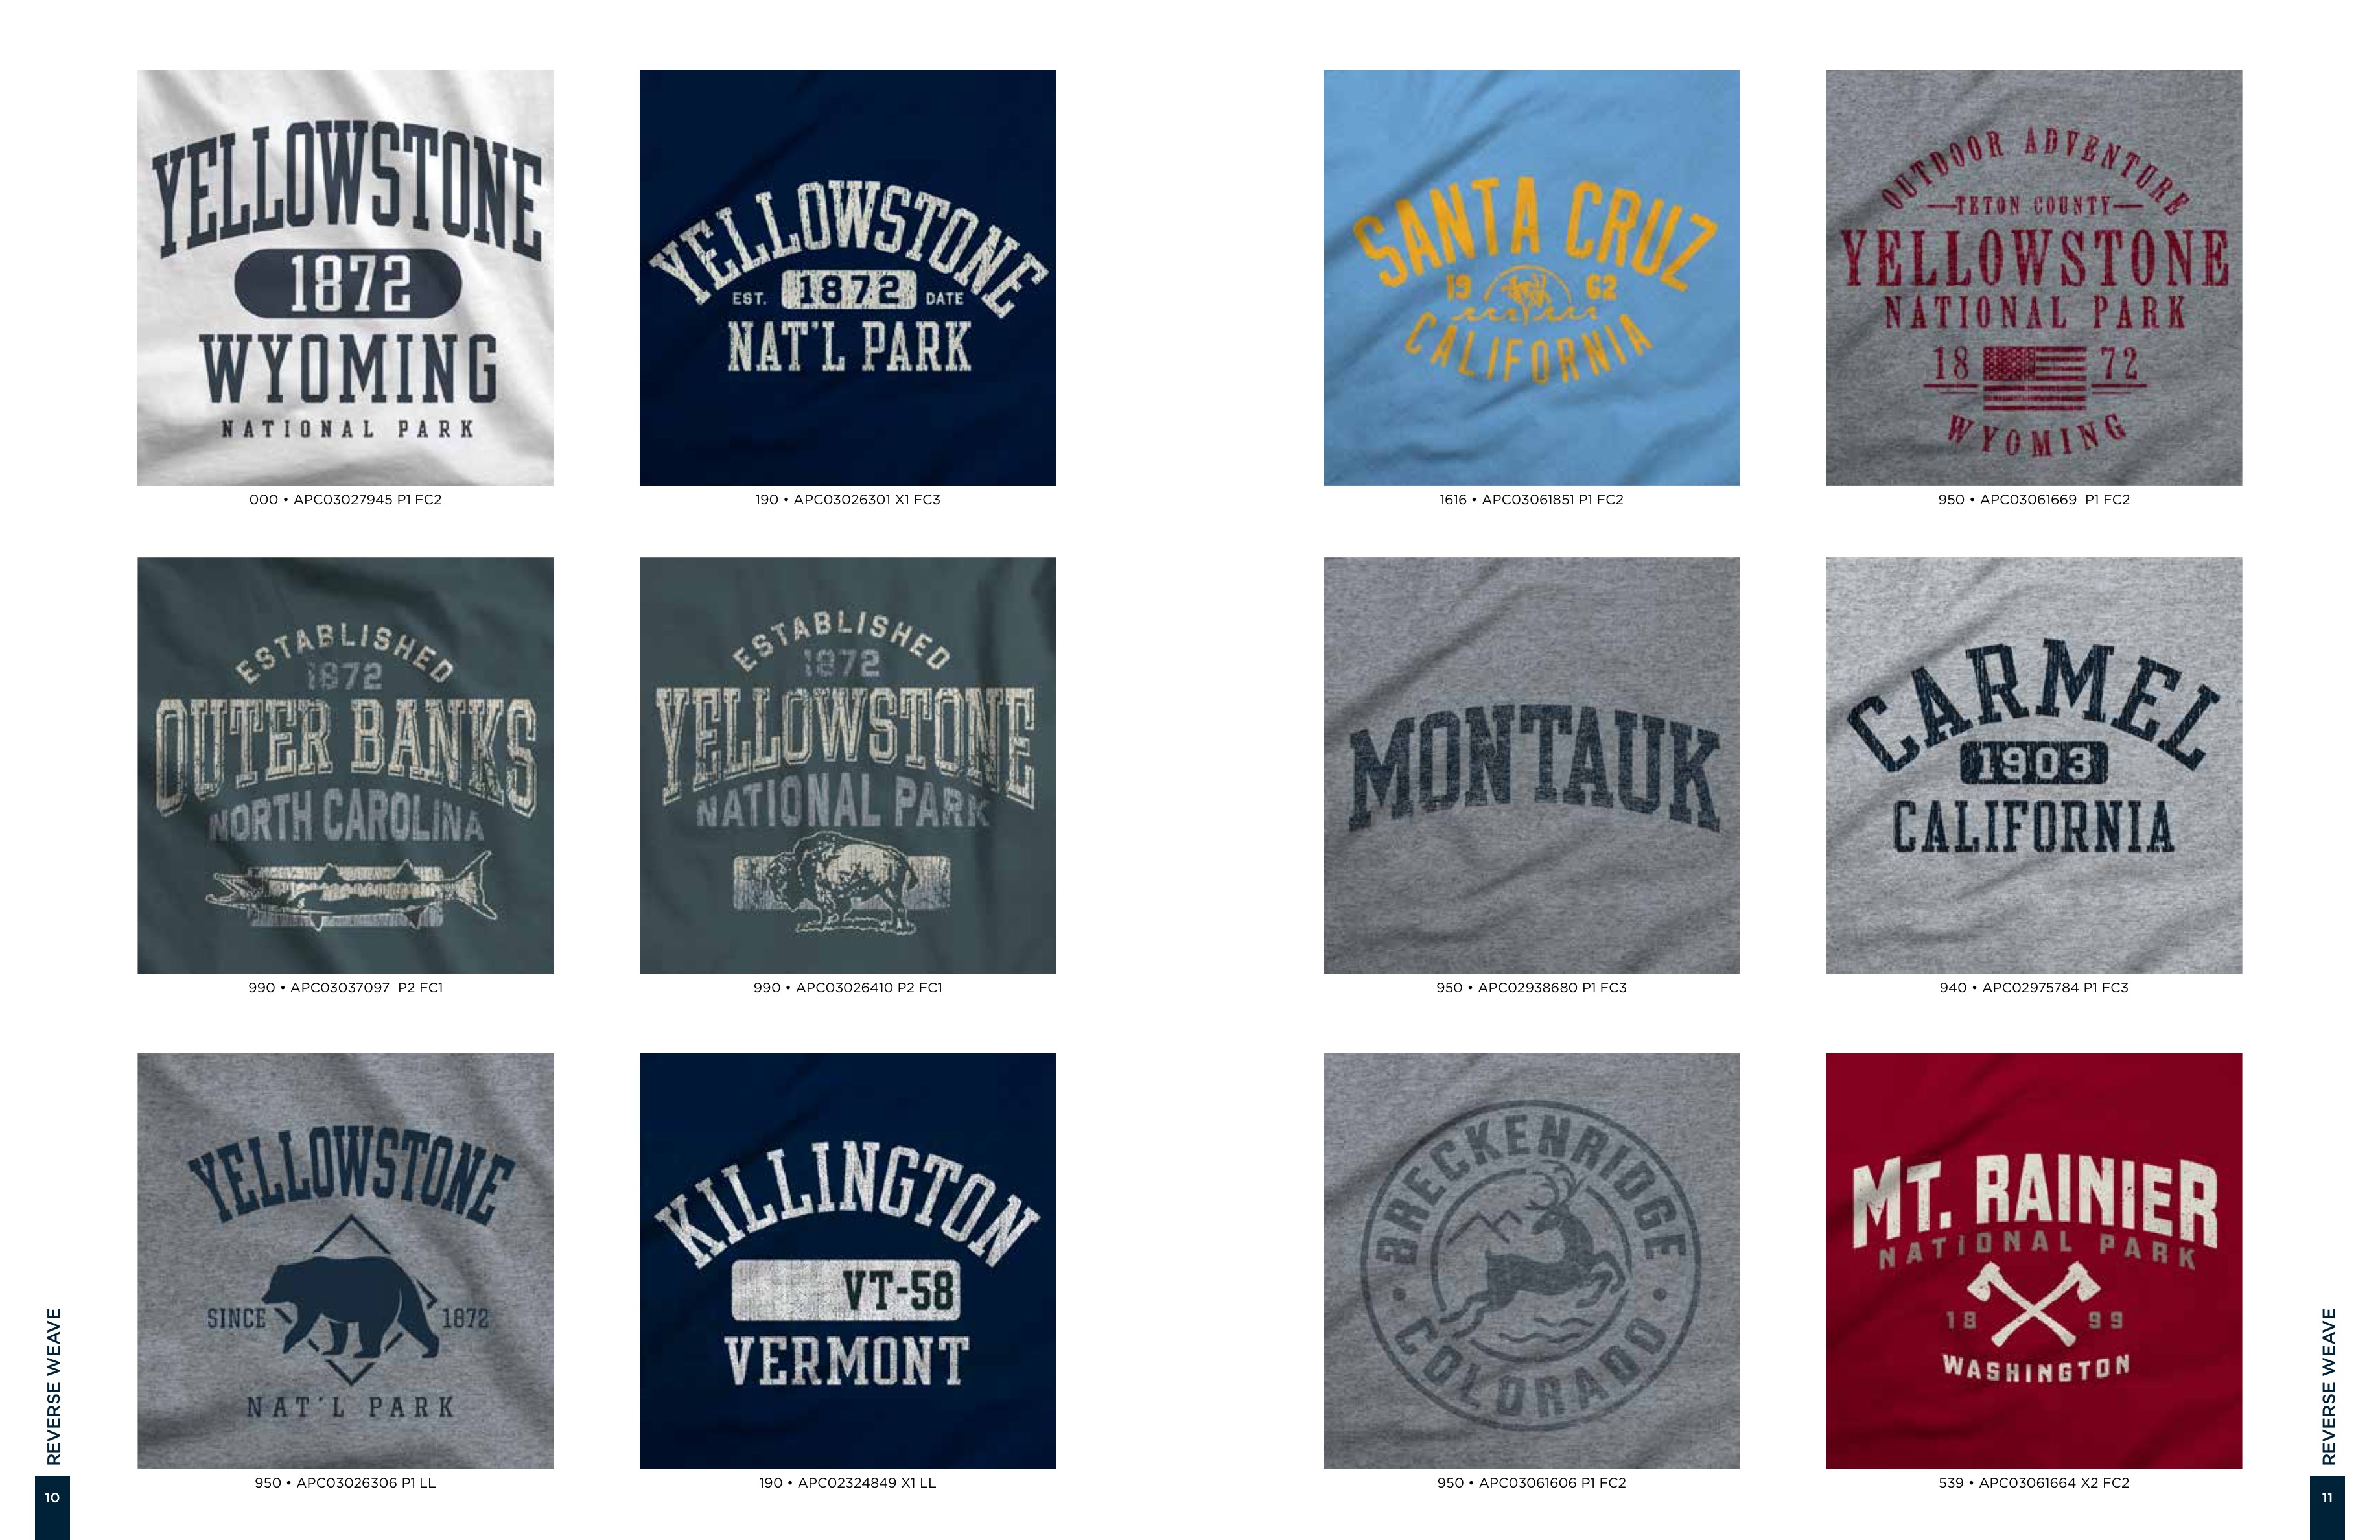 YELLOWSTONE
1872
WYOMING
NATIONAL PARK
000 • APC03027945 P1 FC2
YELLOWSTONE
EST. 1872 DATE
NAT'L PARK
190 • APC03026301 X1 FC3
SANTA CRUZ
19 62
CALIFORNIA
1616 • APC03061851 P1 FC2
OUTDOOR ADVENTURE
TETON COUNTY
YELLOWSTONE
NATIONAL PARK
18 72
WYOMING
950 • APC03061669 P1 FC2
ESTABLISHED
1872
OUTER BANKS
NORTH CAROLINA
990 • APC03037097 P2 FC1
ESTABLISHED
1872
YELLOWSTONE
NATIONAL PARK
990 • APC03026410 P2 FC1
MONTAUK
950 • APC02938680 P1 FC3
CARMEL
1903
CALIFORNIA
940 • APC02975784 P1 FC3
YELLOWSTONE
SINCE 1872
NAT'L PARK
950 • APC03026306 P1 LL
KILLINGTON
VT-58
VERMONT
190 • APC02324849 X1 LL
BRECKENRIDGE
• COLORADO •
950 • APC03061606 P1 FC2
MT. RAINIER
NATIONAL PARK
18 99
WASHINGTON
539 • APC03061664 X2 FC2
REVERSE WEAVE
10
REVERSE WEAVE
11